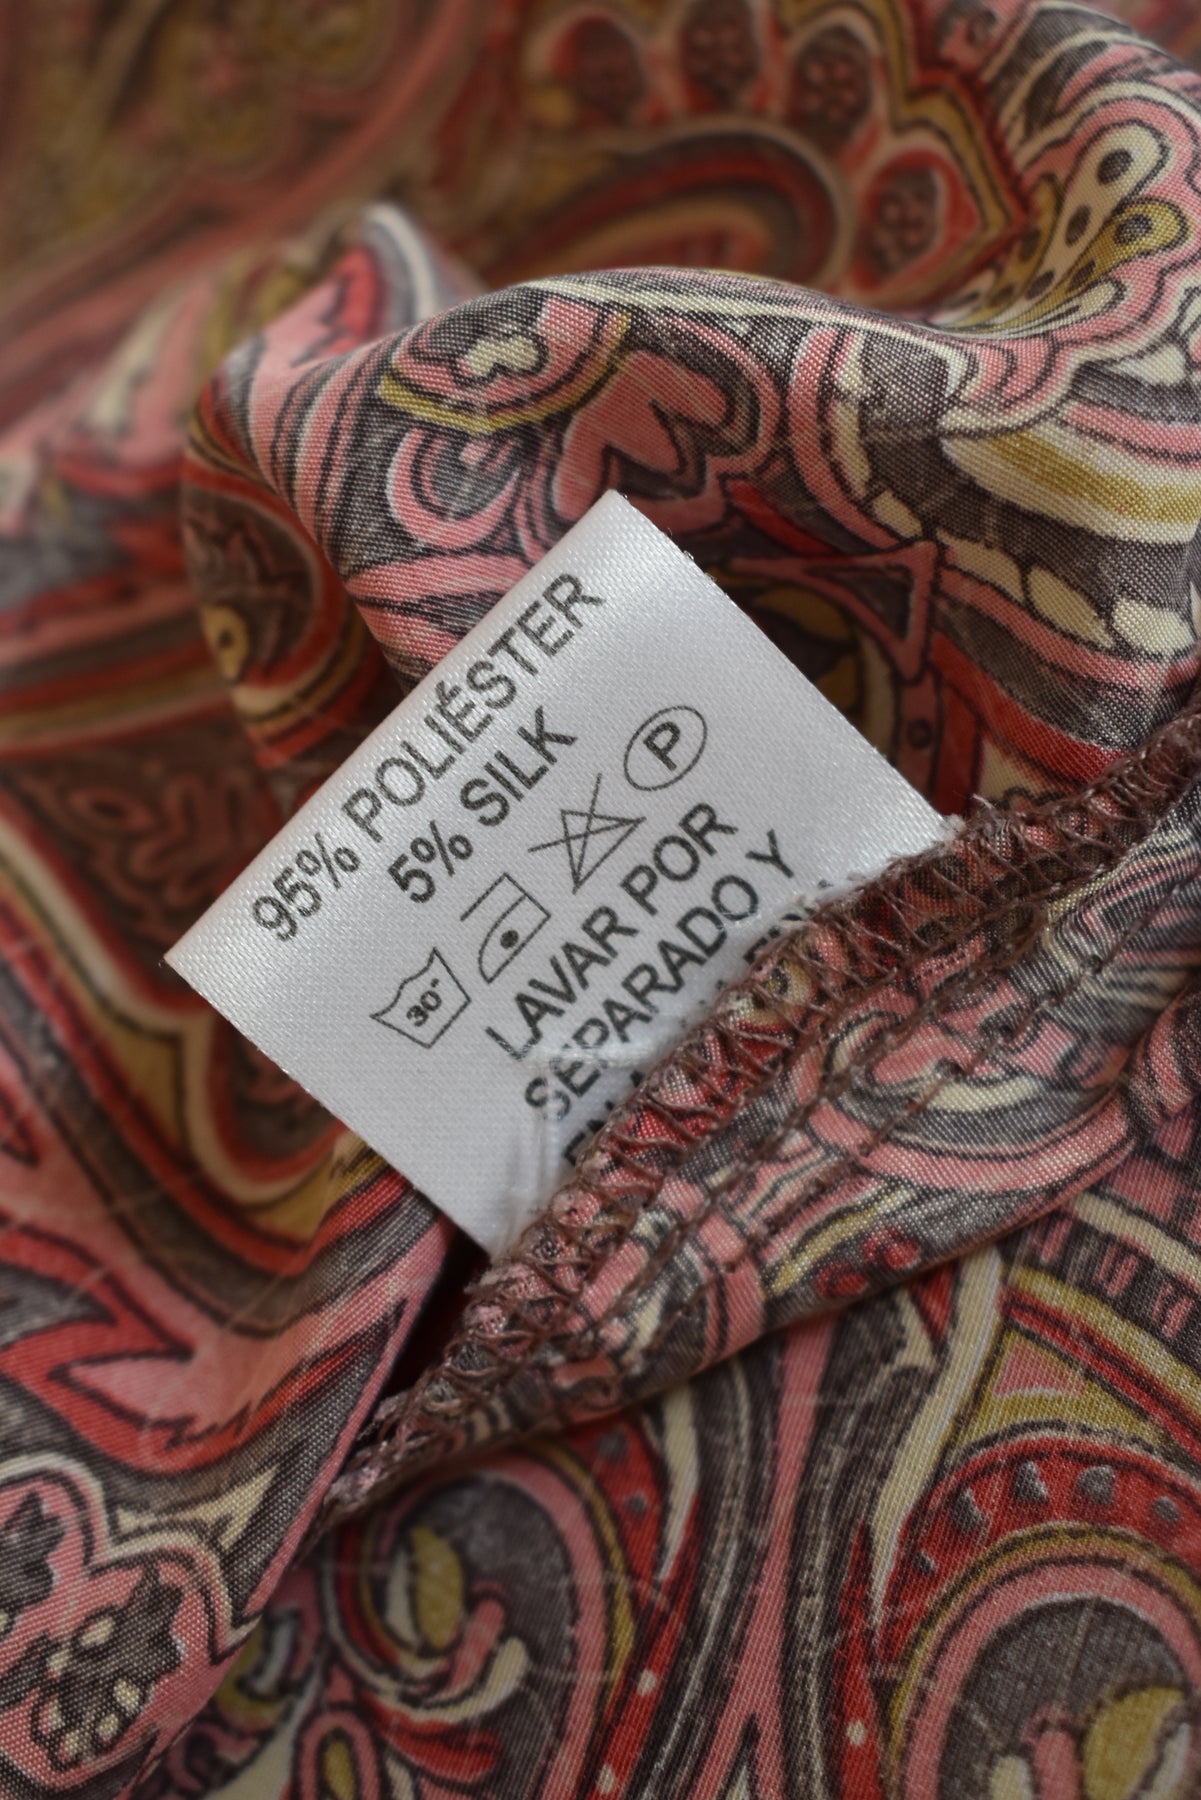 95% POLIÉSTER
5% SILK
30°
P
LAVAR POR
SEPARADO Y